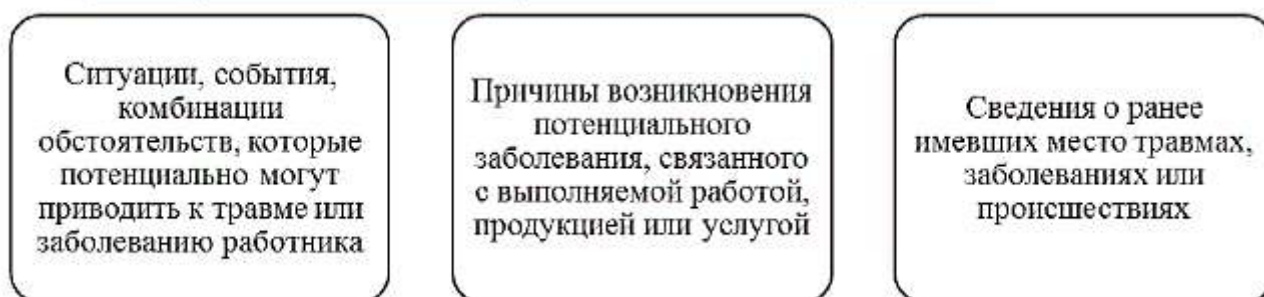 Ситуации, события,
комбинации
обстоятельств, которые
потенциально могут
приводить к травме или
заболеванию работника
Причины возникновения
потенциального
заболевания, связанного
с выполняемой работой,
продукцией или услугой
Сведения о ранее
имевших место травмах,
заболеваниях или
происшествиях